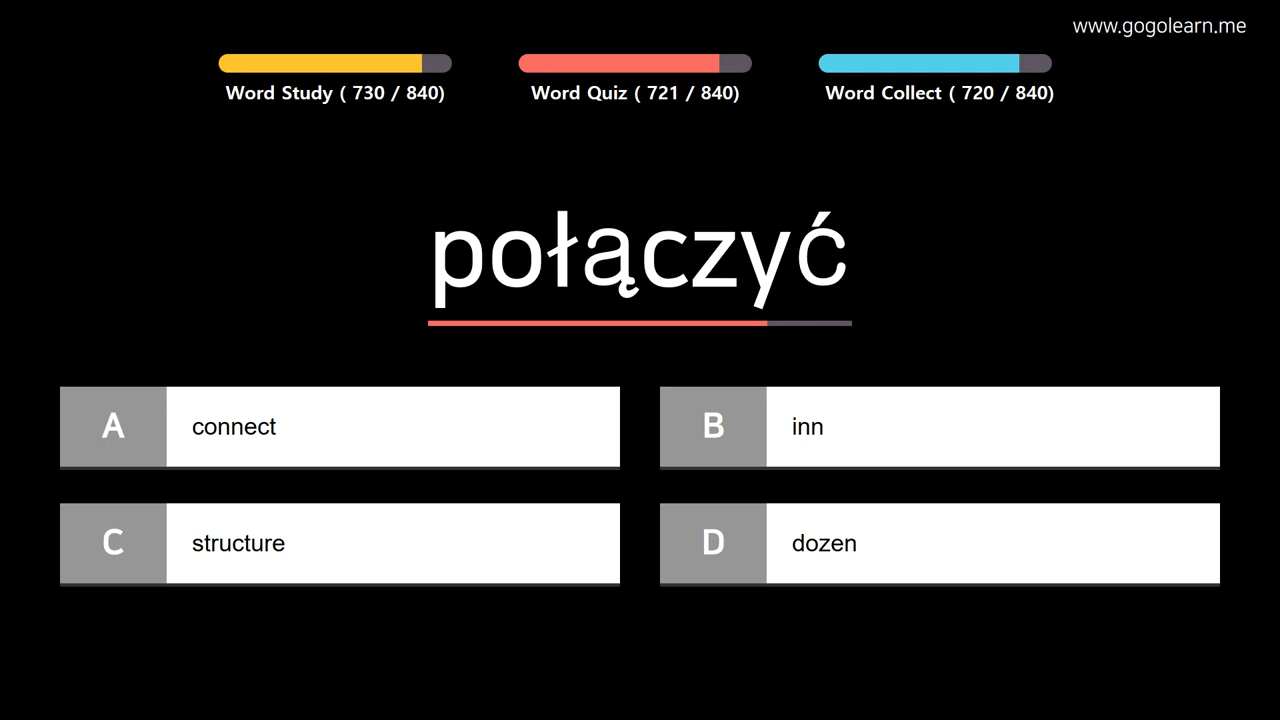 www.gogolearn.me
Word Study ( 730 / 840)
Word Quiz ( 721 / 840)
Word Collect ( 720 / 840)
połączyć
A connect
B inn
C structure
D dozen